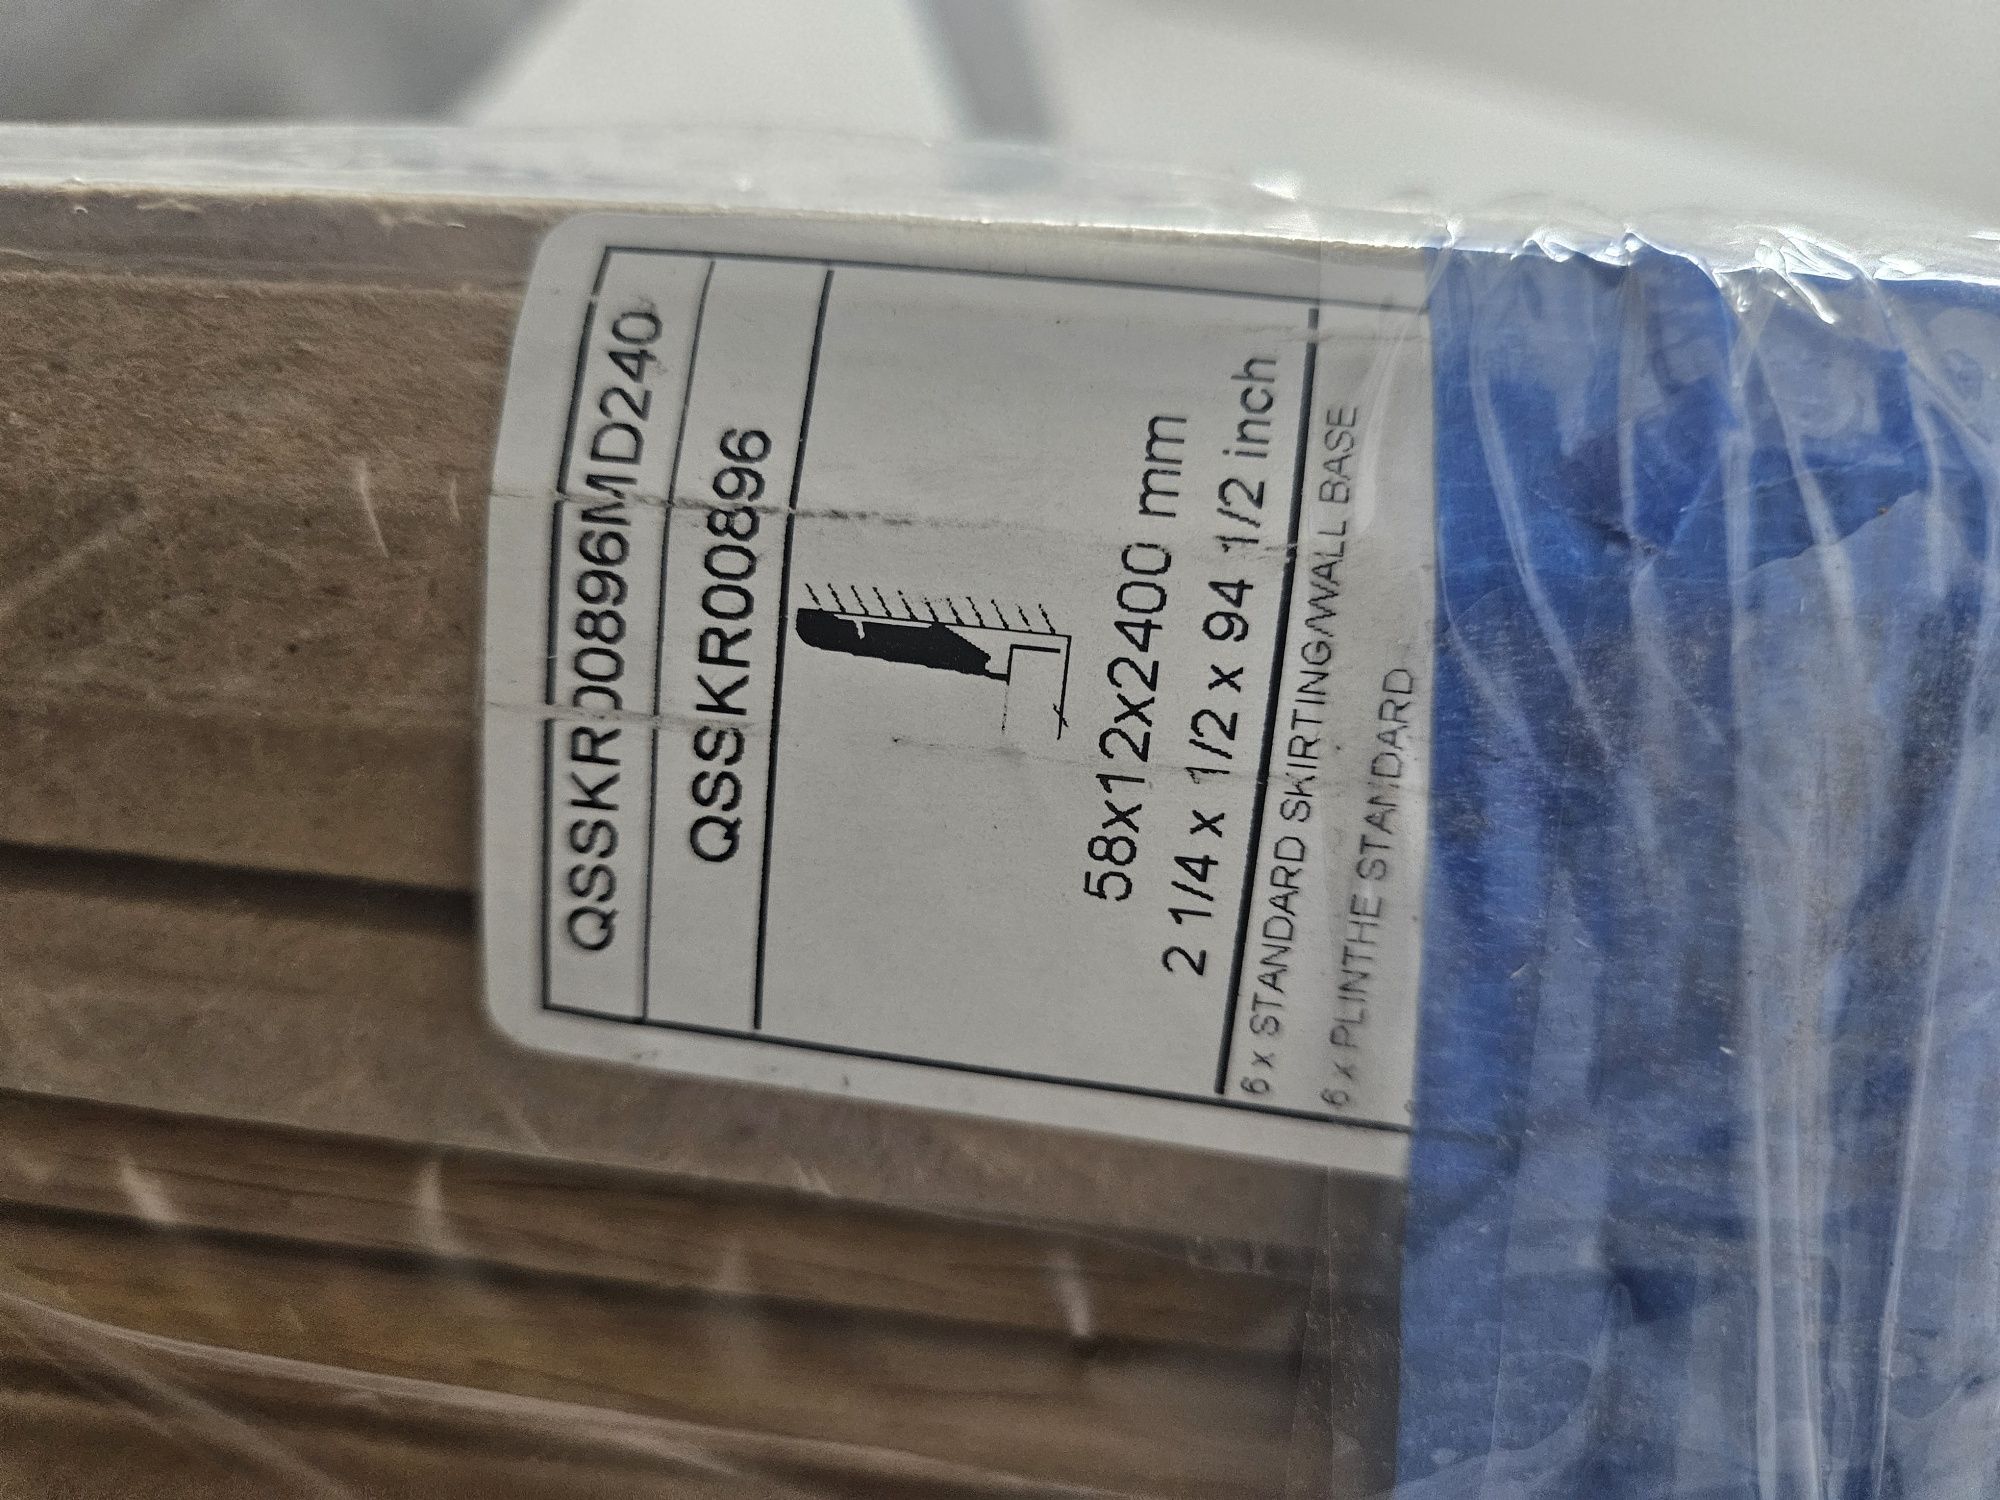 QSSKR00896MD240
QSSKR00896
58x12x2400 mm
2 1/4 x 1/2 x 94 1/2 inch
6 x STANDARD SKIRTING/WALL BASE
6 x PLINTHE STANDARD